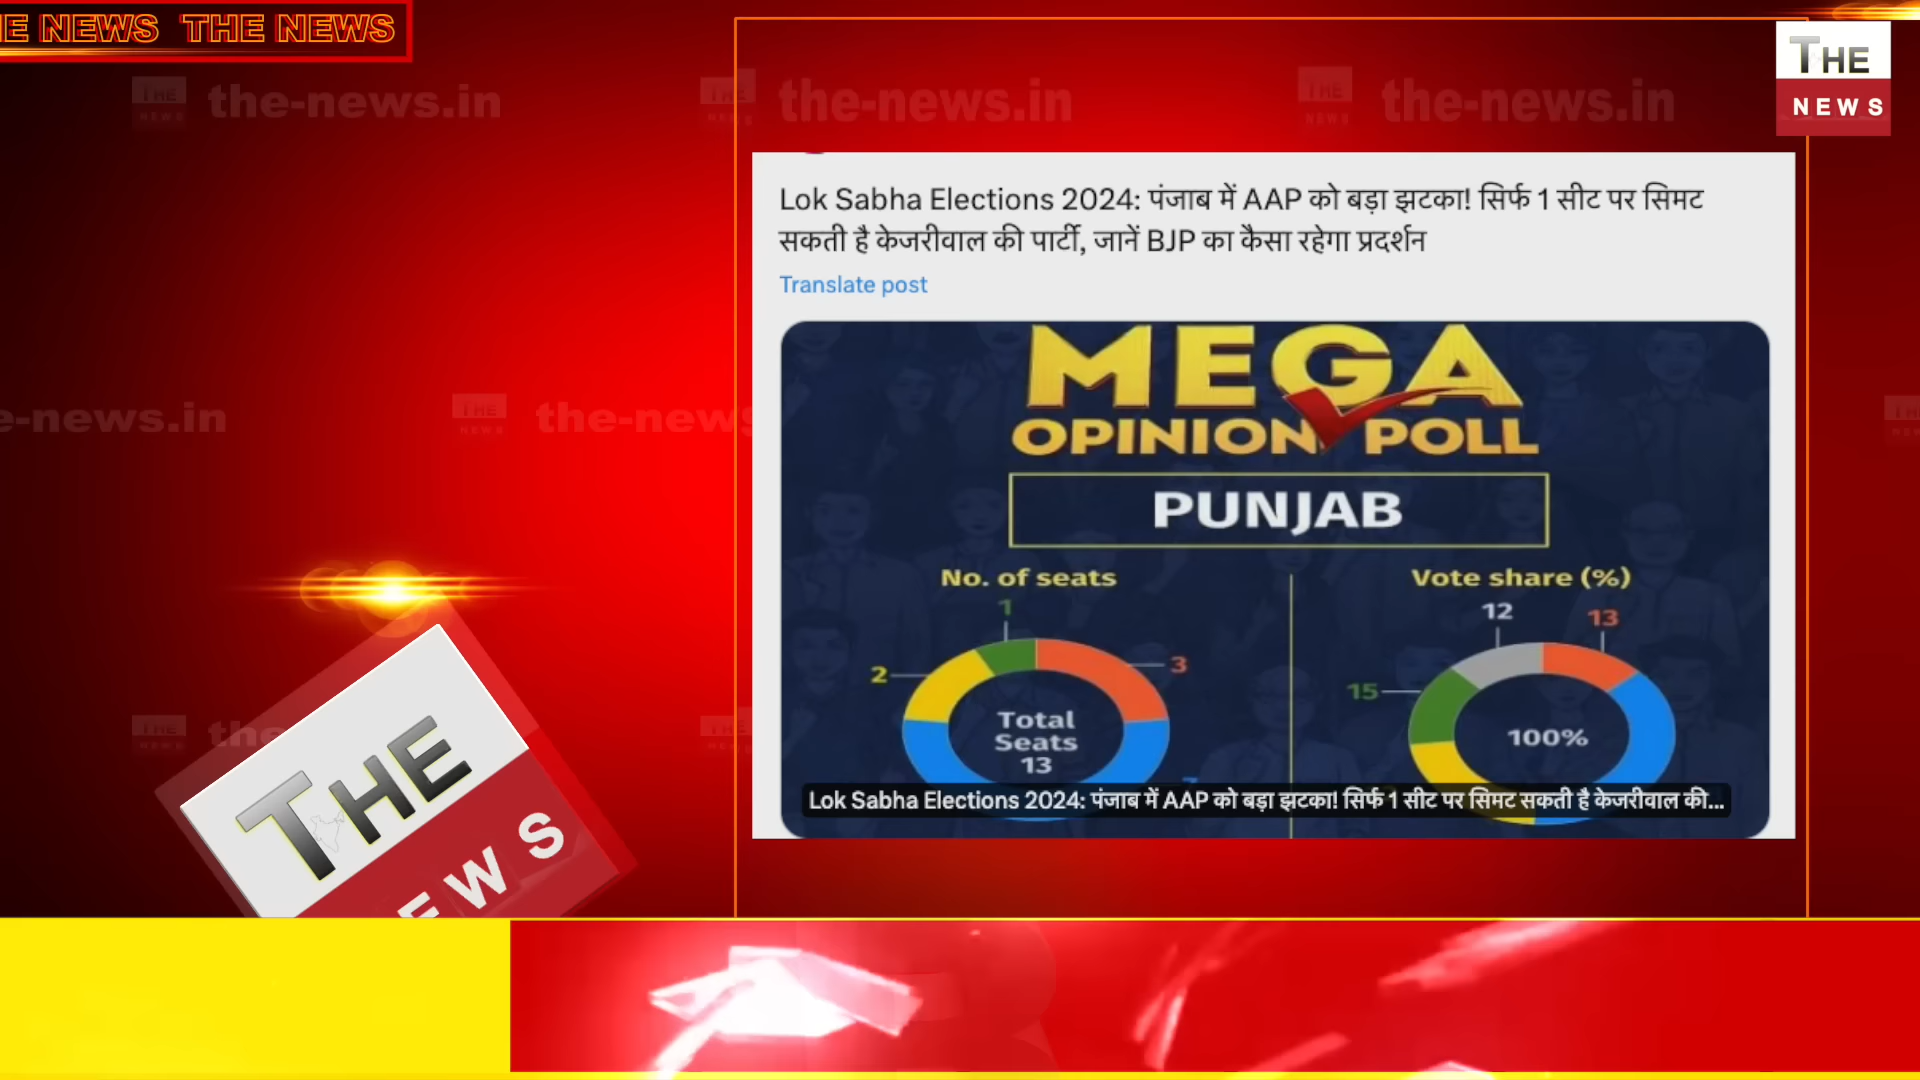 E NEWS THE NEWS
THE
NEWS
the-news.in
the-news.in
the-news.in
Lok Sabha Elections 2024: पंजाब में AAP को बड़ा झटका! सिर्फ 1 सीट पर सिमट
सकती है केजरीवाल की पार्टी, जानें BJP का कैसा रहेगा प्रदर्शन
Translate post
MEGA
OPINION POLL
PUNJAB
No. of seats
1
2
3
Total
Seats
13
Vote share (%)
12
13
15
100%
Lok Sabha Elections 2024: पंजाब में AAP को बड़ा झटका! सिर्फ 1 सीट पर सिमट सकती है केजरीवाल की...
e-news.in
THE
NEWS
the-news
THE
EWS